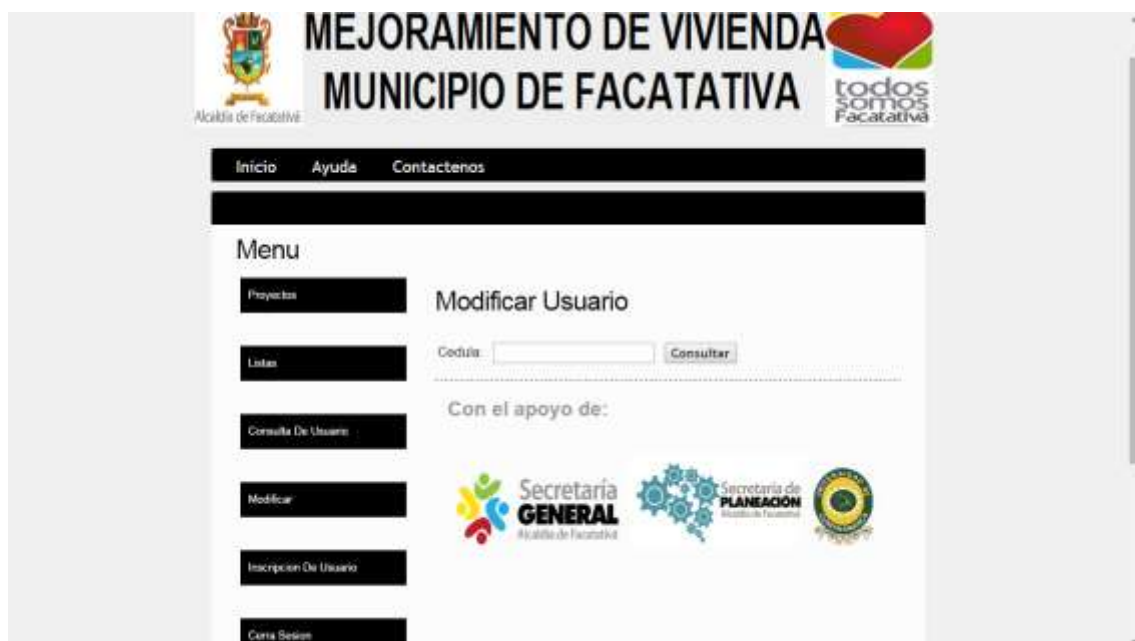 MEJORAMIENTO DE VIVIENDA
MUNICIPIO DE FACATATIVA
Alcaldía de Facatativá
todos
somos
Facatativá
Inicio Ayuda Contactenos
Menu
Proyectos
Listas
Consulta De Usuario
Modificar
Inscripcion De Usuario
Cerra Sesion
Modificar Usuario
Cedula: Consultar
Con el apoyo de:
Secretaría
GENERAL
Alcaldía de Facatativá
Secretaría de
PLANEACIÓN
Alcaldía de Facatativá